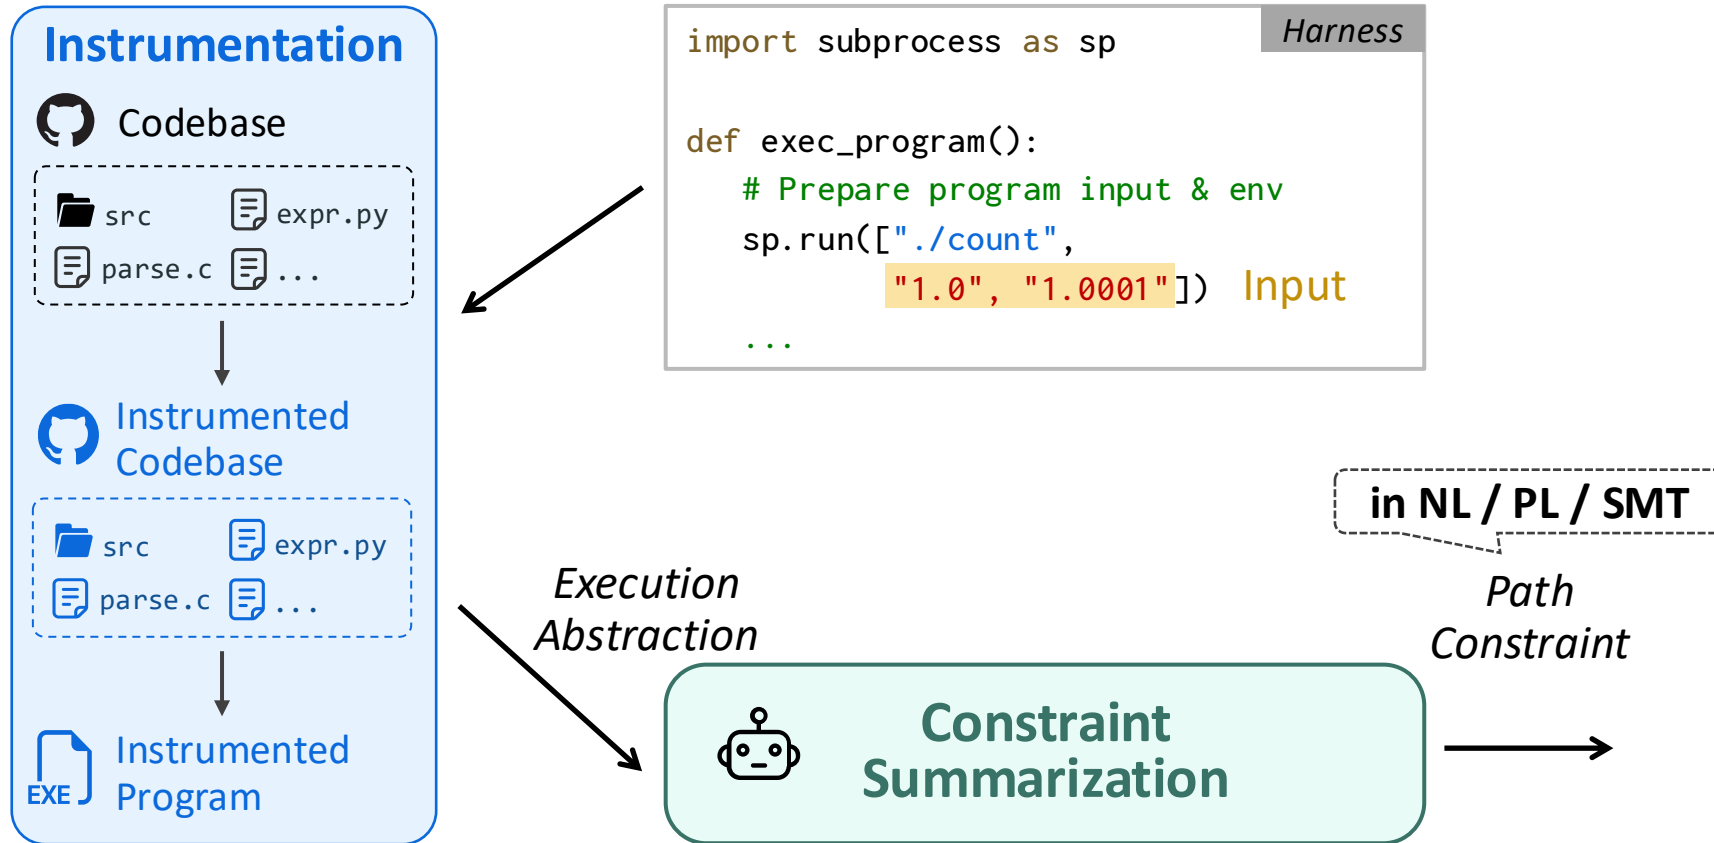 Instrumentation
Codebase
src
expr.py
parse.c
...
Instrumented
Codebase
src
expr.py
parse.c
...
EXE
Instrumented
Program
Harness
import subprocess as sp
def exec_program():
# Prepare program input & env
sp.run(["./count",
"1.0", "1.0001"]) Input
...
Execution
Abstraction
Constraint
Summarization
in NL / PL / SMT
Path
Constraint